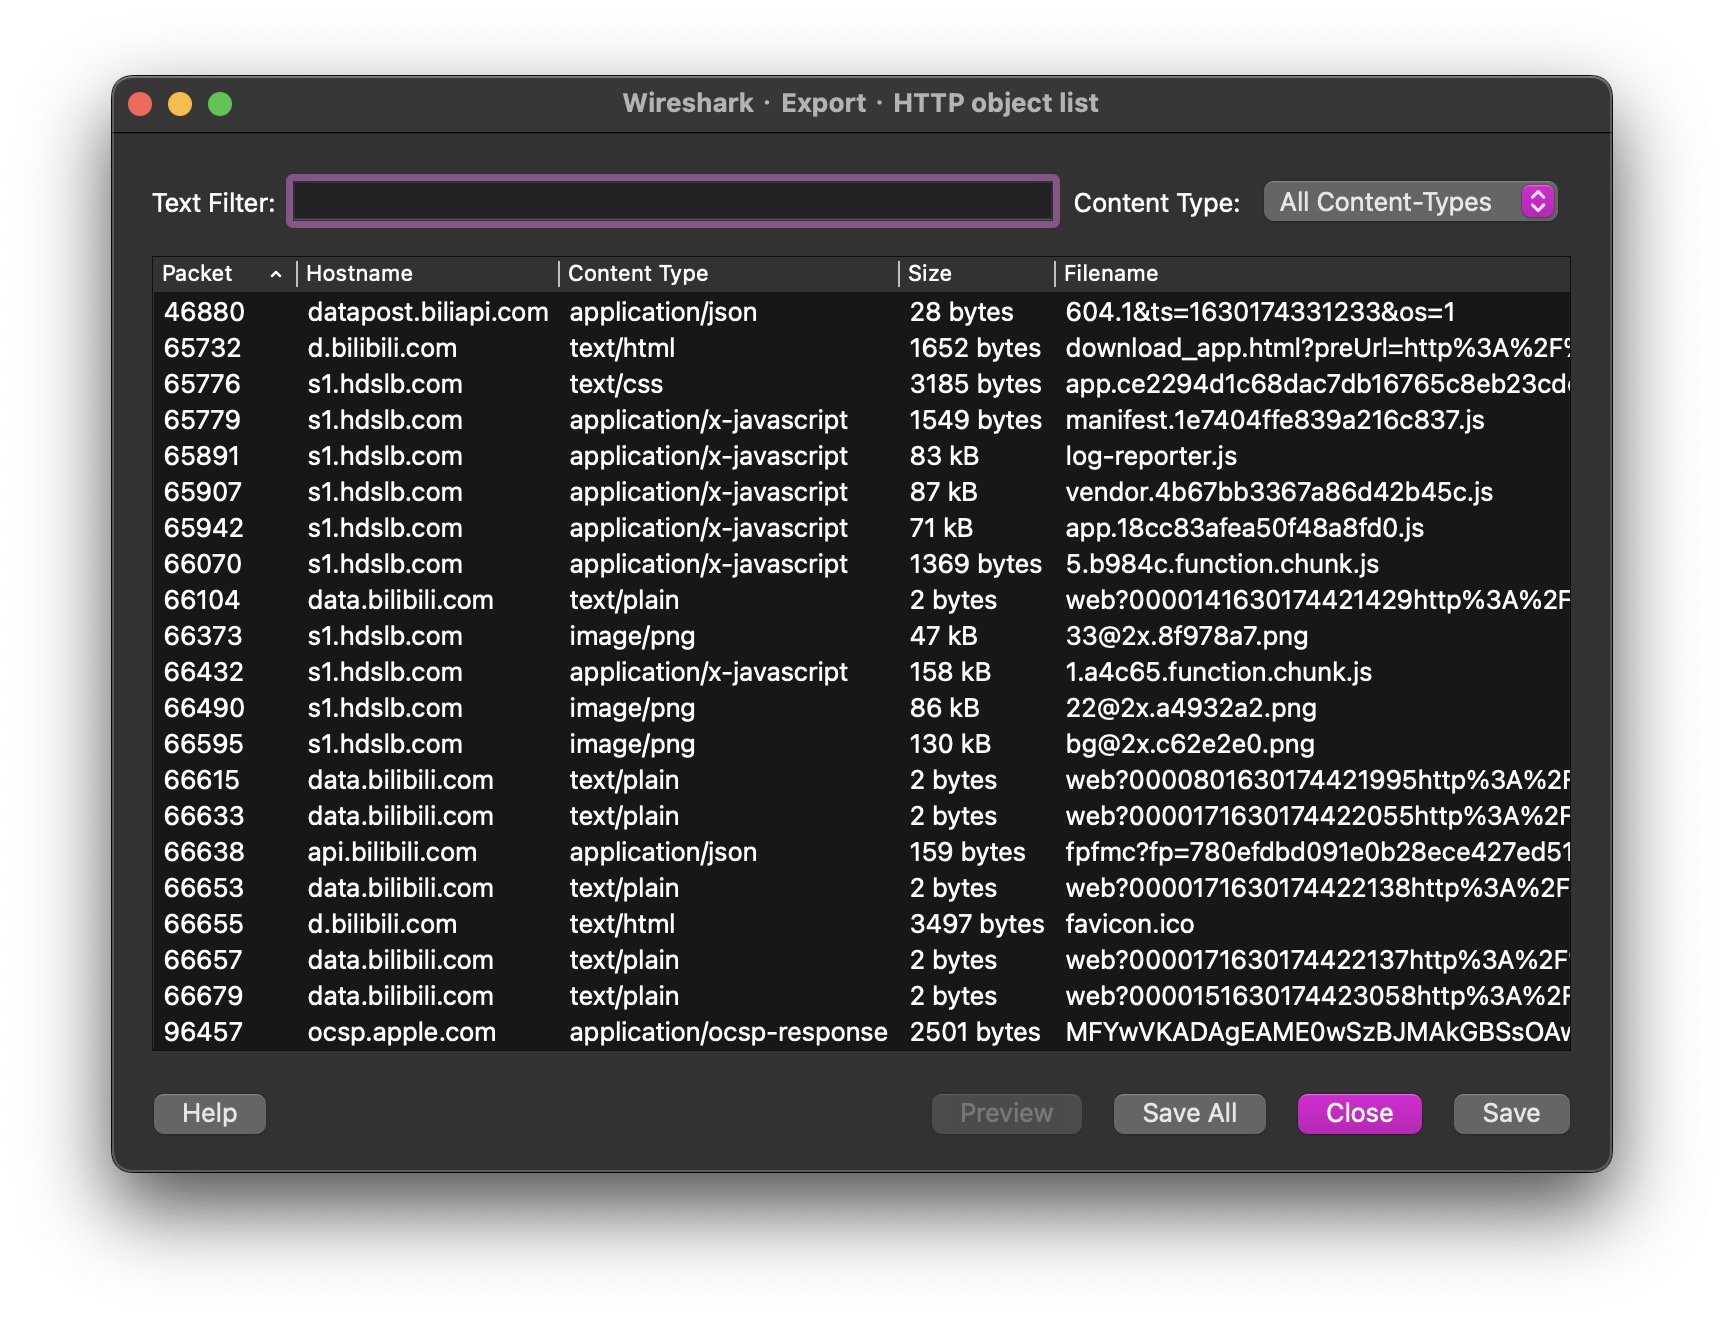 Wireshark · Export · HTTP object list
Text Filter: Content Type: All Content-Types
Packet Hostname Content Type Size Filename
46880 datapost.biliapi.com application/json 28 bytes 604.1&ts=1630174331233&os=1
65732 d.bilibili.com text/html 1652 bytes download_app.html?preUrl=http%3A%2F%
65776 s1.hdslb.com text/css 3185 bytes app.ce2294d1c68dac7db16765c8eb23cd
65779 s1.hdslb.com application/x-javascript 1549 bytes manifest.1e7404ffe839a216c837.js
65891 s1.hdslb.com application/x-javascript 83 kB log-reporter.js
65907 s1.hdslb.com application/x-javascript 87 kB vendor.4b67bb3367a86d42b45c.js
65942 s1.hdslb.com application/x-javascript 71 kB app.18cc83afea50f48a8fd0.js
66070 s1.hdslb.com application/x-javascript 1369 bytes 5.b984c.function.chunk.js
66104 data.bilibili.com text/plain 2 bytes web?0000141630174421429http%3A%2F
66373 s1.hdslb.com image/png 47 kB 33@2x.8f978a7.png
66432 s1.hdslb.com application/x-javascript 158 kB 1.a4c65.function.chunk.js
66490 s1.hdslb.com image/png 86 kB 22@2x.a4932a2.png
66595 s1.hdslb.com image/png 130 kB bg@2x.c62e2e0.png
66615 data.bilibili.com text/plain 2 bytes web?0000801630174421995http%3A%2F
66633 data.bilibili.com text/plain 2 bytes web?0000171630174422055http%3A%2F
66638 api.bilibili.com application/json 159 bytes fpfmc?fp=780efdbd091e0b28ece427ed51
66653 data.bilibili.com text/plain 2 bytes web?0000171630174422138http%3A%2F
66655 d.bilibili.com text/html 3497 bytes favicon.ico
66657 data.bilibili.com text/plain 2 bytes web?0000171630174422137http%3A%2F
66679 data.bilibili.com text/plain 2 bytes web?0000151630174423058http%3A%2F
96457 ocsp.apple.com application/ocsp-response 2501 bytes MFYwVKADAgEAME0wSzBJMAkGBSsOAw
Help Preview Save All Close Save